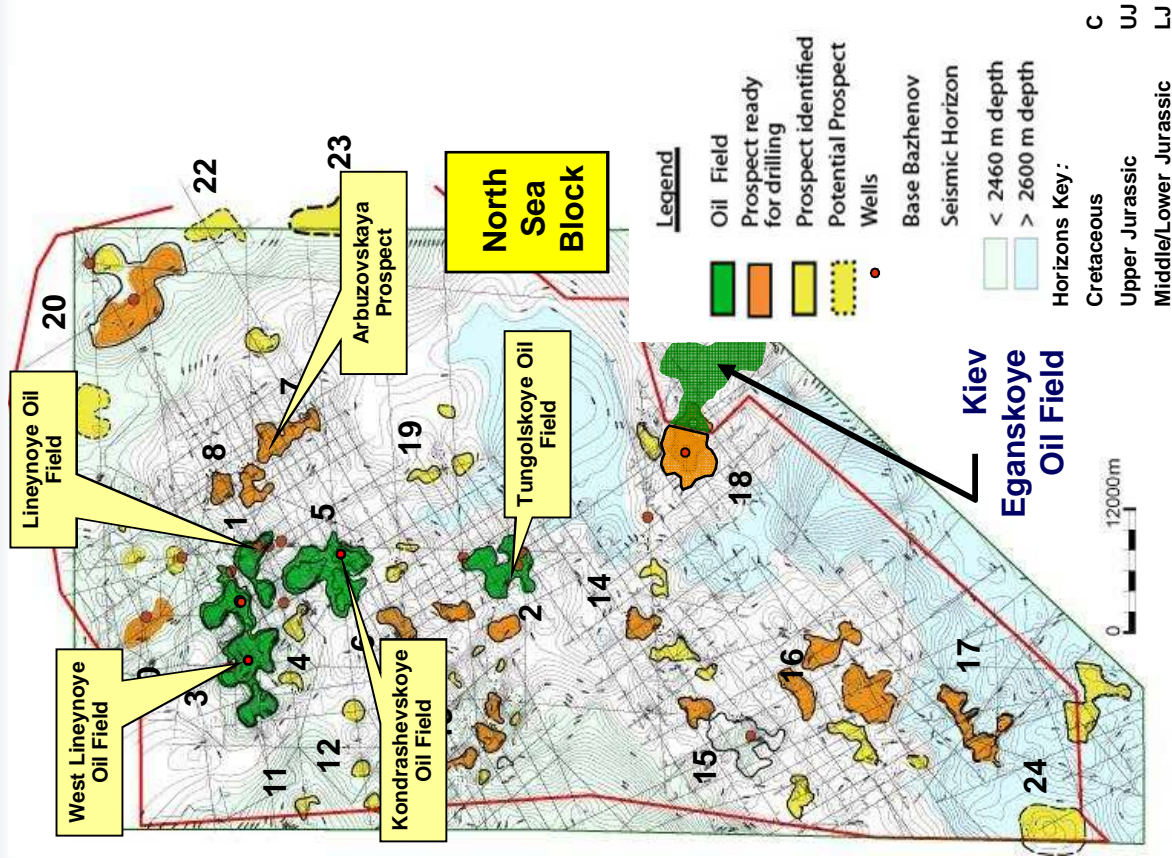 22
23
20
North
Sea
Block
Arbuzovskaya
Prospect
Lineynoye Oil
Field
7
8
19
1
5
Tungolskoye Oil
Field
West Lineynoye
Oil Field
3
4
2
14
18
12
11
Kondrashevskoye
Oil Field
16
17
15
24
Kiev
Eganskoye
Oil Field
0
12000m
Legend
Oil Field
Prospect ready
for drilling
Prospect identified
Potential Prospect
Wells
Base Bazhenov
Seismic Horizon
< 2460 m depth
> 2600 m depth
Horizons Key:
Cretaceous C
Upper Jurassic UJ
Middle/Lower Jurassic LJ